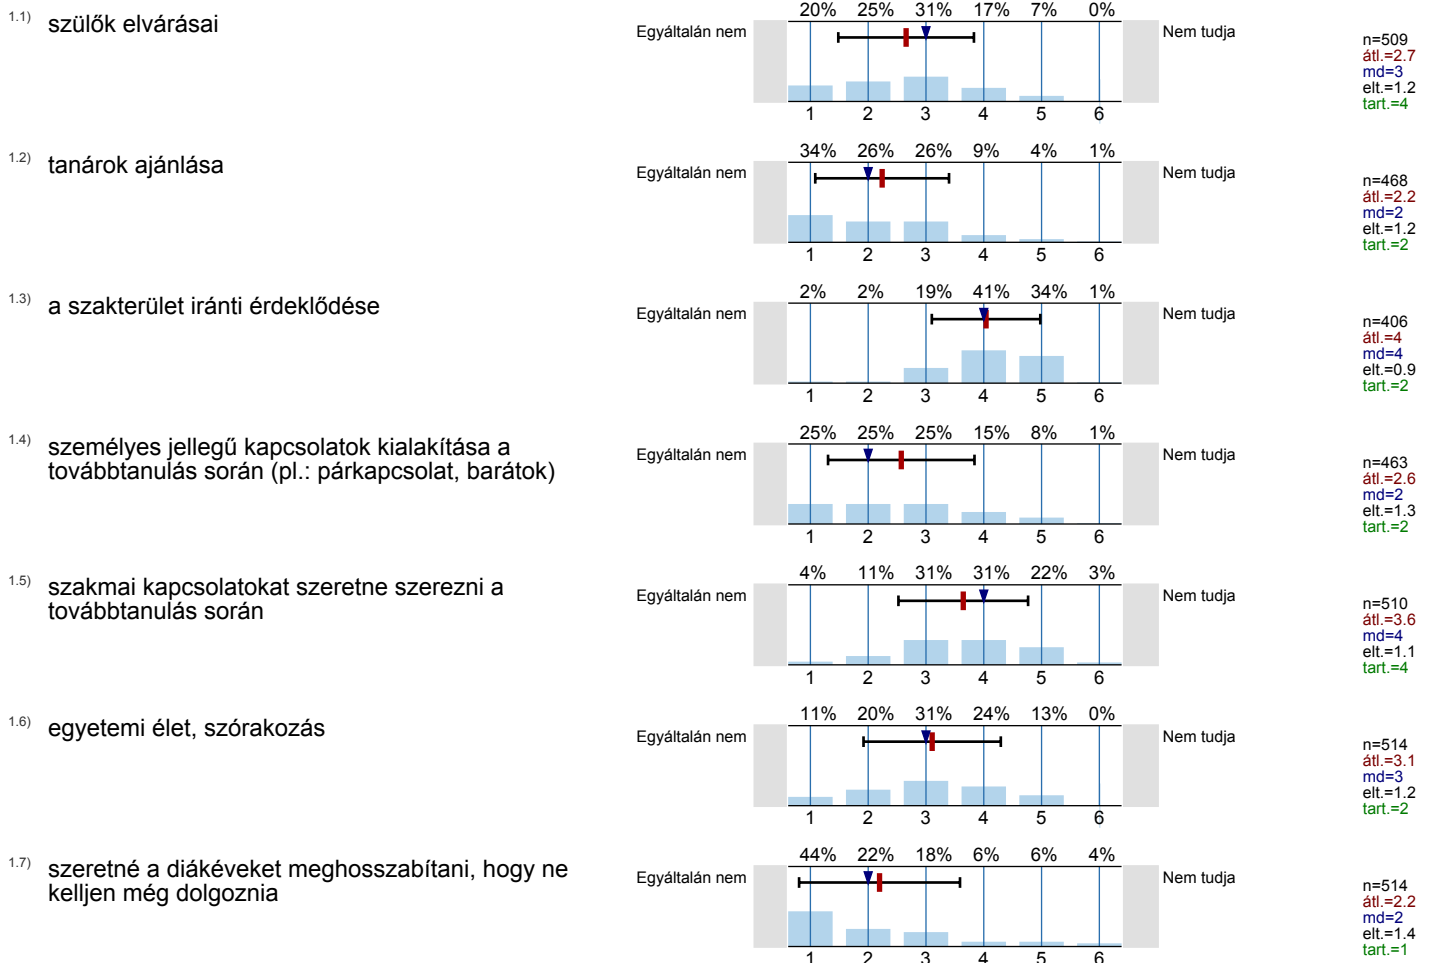 1.1) szülők elvárásai
20% 25% 31% 17% 7% 0%
Egyáltalán nem Nem tudja
1 2 3 4 5 6
n=509
átl.=2.7
md=3
elt.=1.2
tart.=4
1.2) tanárok ajánlása
34% 26% 26% 9% 4% 1%
Egyáltalán nem Nem tudja
1 2 3 4 5 6
n=468
átl.=2.2
md=2
elt.=1.2
tart.=2
1.3) a szakterület iránti érdeklődése
2% 2% 19% 41% 34% 1%
Egyáltalán nem Nem tudja
1 2 3 4 5 6
n=406
átl.=4
md=4
elt.=0.9
tart.=2
1.4) személyes jellegű kapcsolatok kialakítása a
továbbtanulás során (pl.: párkapcsolat, barátok)
25% 25% 25% 15% 8% 1%
Egyáltalán nem Nem tudja
1 2 3 4 5 6
n=463
átl.=2.6
md=2
elt.=1.3
tart.=2
1.5) szakmai kapcsolatokat szeretne szerezni a
továbbtanulás során
4% 11% 31% 31% 22% 3%
Egyáltalán nem Nem tudja
1 2 3 4 5 6
n=510
átl.=3.6
md=4
elt.=1.1
tart.=4
1.6) egyetemi élet, szórakozás
11% 20% 31% 24% 13% 0%
Egyáltalán nem Nem tudja
1 2 3 4 5 6
n=514
átl.=3.1
md=3
elt.=1.2
tart.=2
1.7) szeretné a diákéveket meghosszabítani, hogy ne
kelljen még dolgoznia
44% 22% 18% 6% 6% 4%
Egyáltalán nem Nem tudja
1 2 3 4 5 6
n=514
átl.=2.2
md=2
elt.=1.4
tart.=1